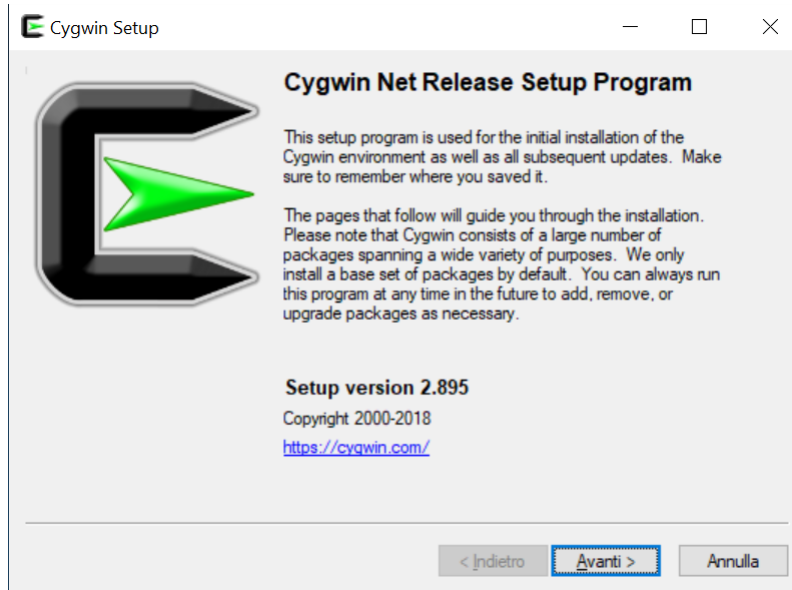 Cygwin Setup
Cygwin Net Release Setup Program
This setup program is used for the initial installation of the
Cygwin environment as well as all subsequent updates.  Make
sure to remember where you saved it.
The pages that follow will guide you through the installation.
Please note that Cygwin consists of a large number of
packages spanning a wide variety of purposes.  We only
install a base set of packages by default.  You can always run
this program at any time in the future to add, remove, or
upgrade packages as necessary.
Setup version 2.895
Copyright 2000-2018
https://cygwin.com/
< Indietro
Avanti >
Annulla